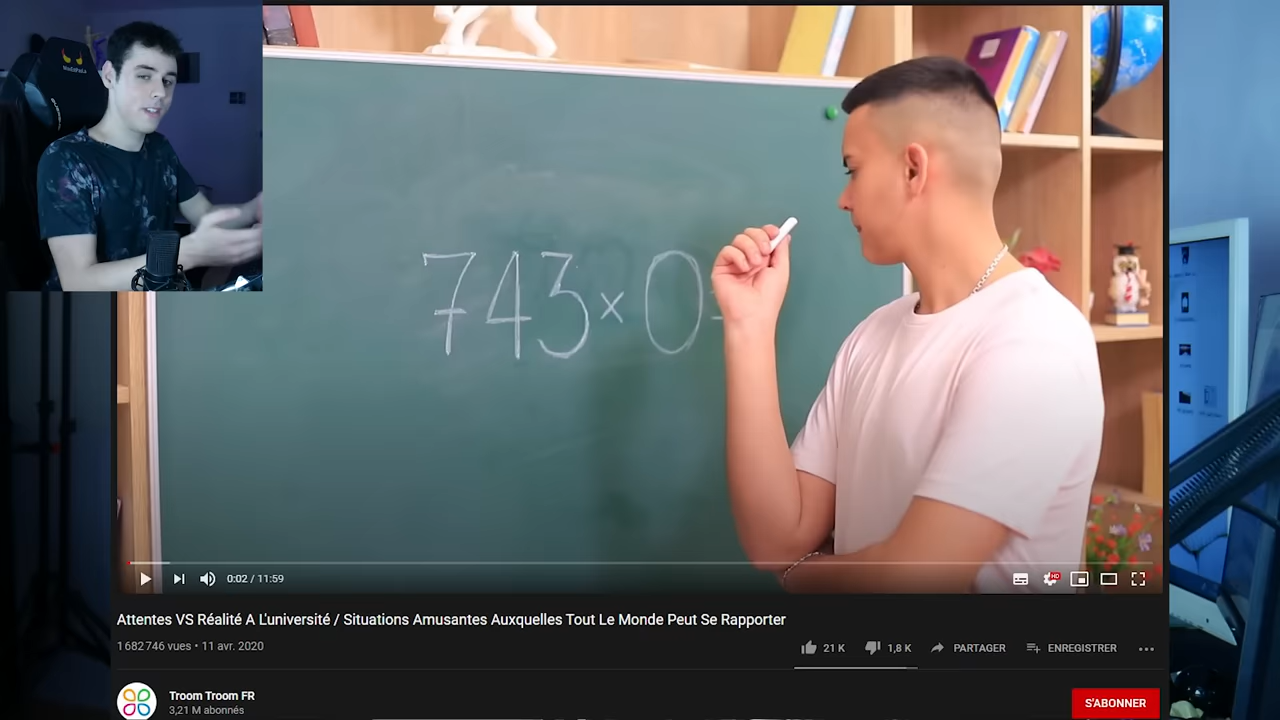 743 × 0 =
0:02 / 11:59
HD
Attentes VS Réalité A L'université / Situations Amusantes Auxquelles Tout Le Monde Peut Se Rapporter
1 682 746 vues • 11 avr. 2020
21 K
1,8 K
PARTAGER
ENREGISTRER
Troom Troom FR
3,21 M abonnés
S'ABONNER